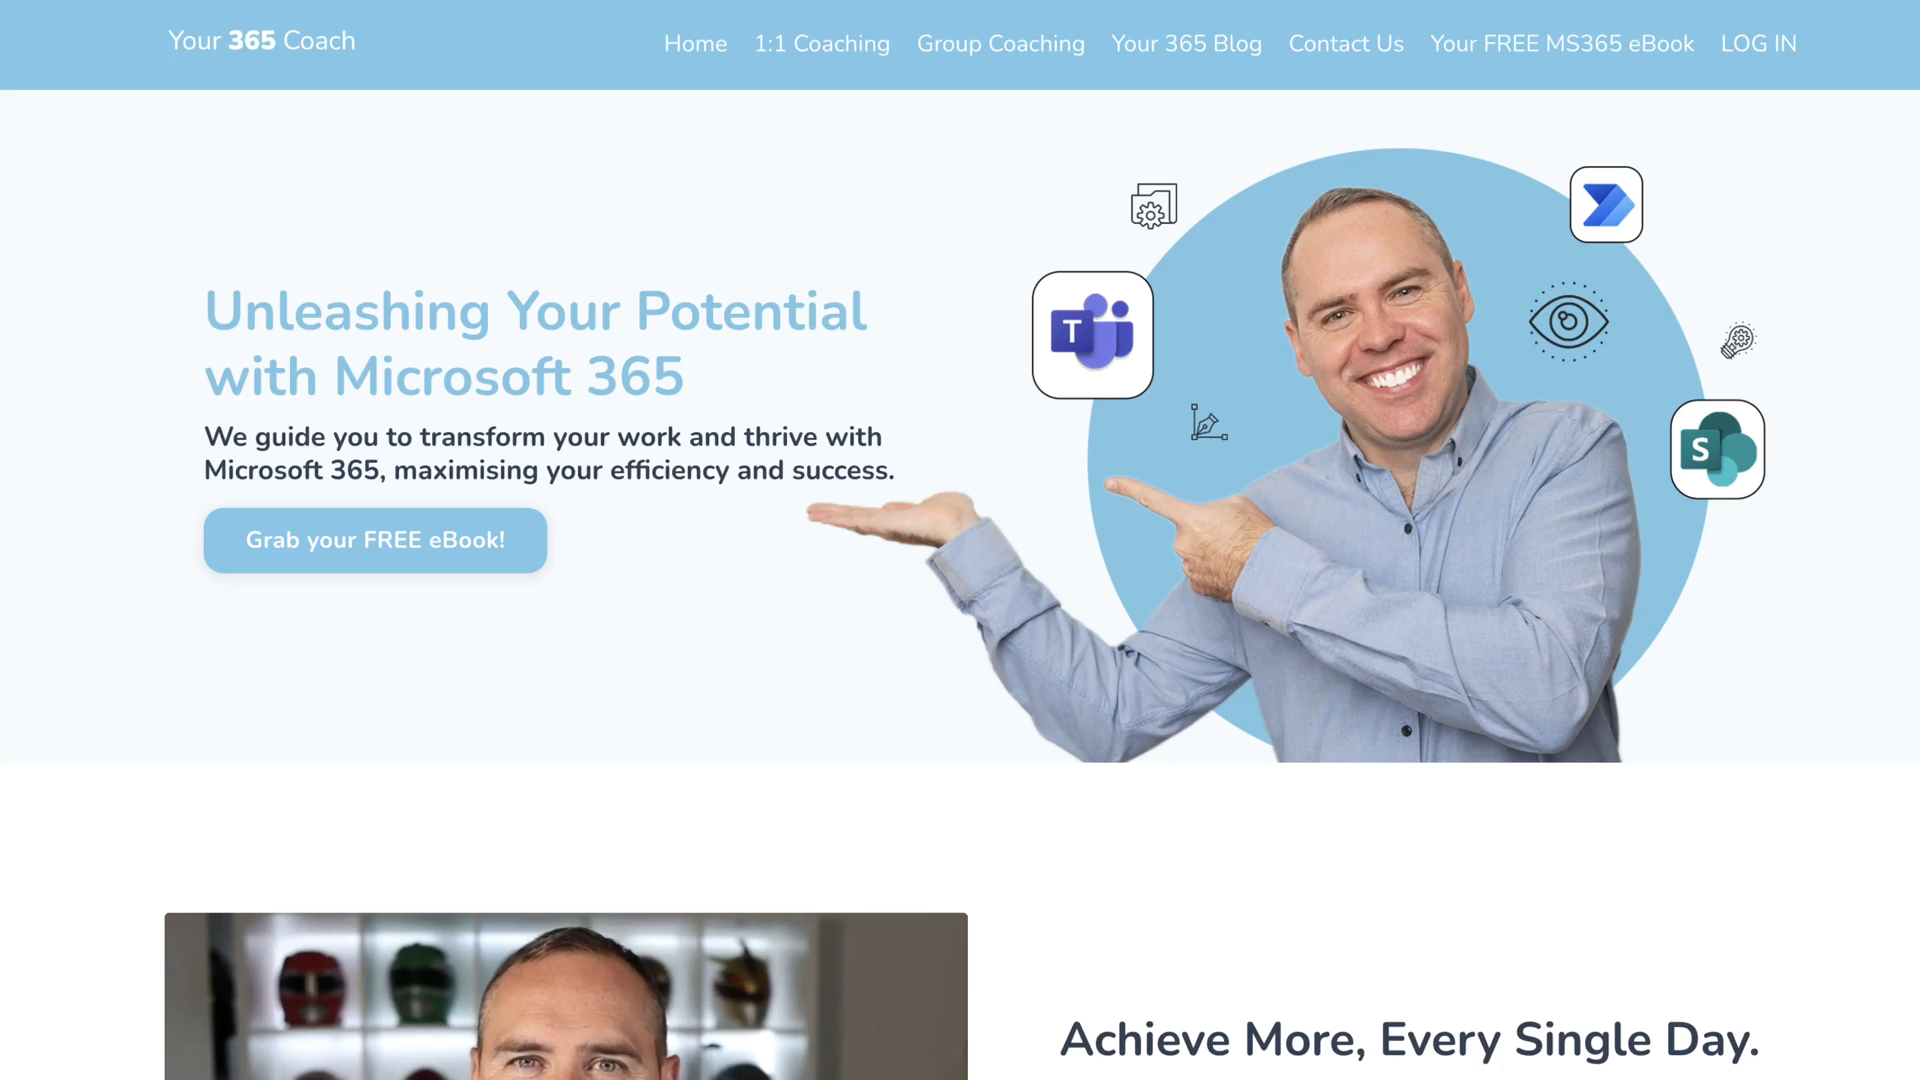 Your 365 Coach
Home
1:1 Coaching
Group Coaching
Your 365 Blog
Contact Us
Your FREE MS365 eBook
LOG IN
Unleashing Your Potential
with Microsoft 365
We guide you to transform your work and thrive with
Microsoft 365, maximising your efficiency and success.
Grab your FREE eBook!
T
S
Achieve More, Every Single Day.